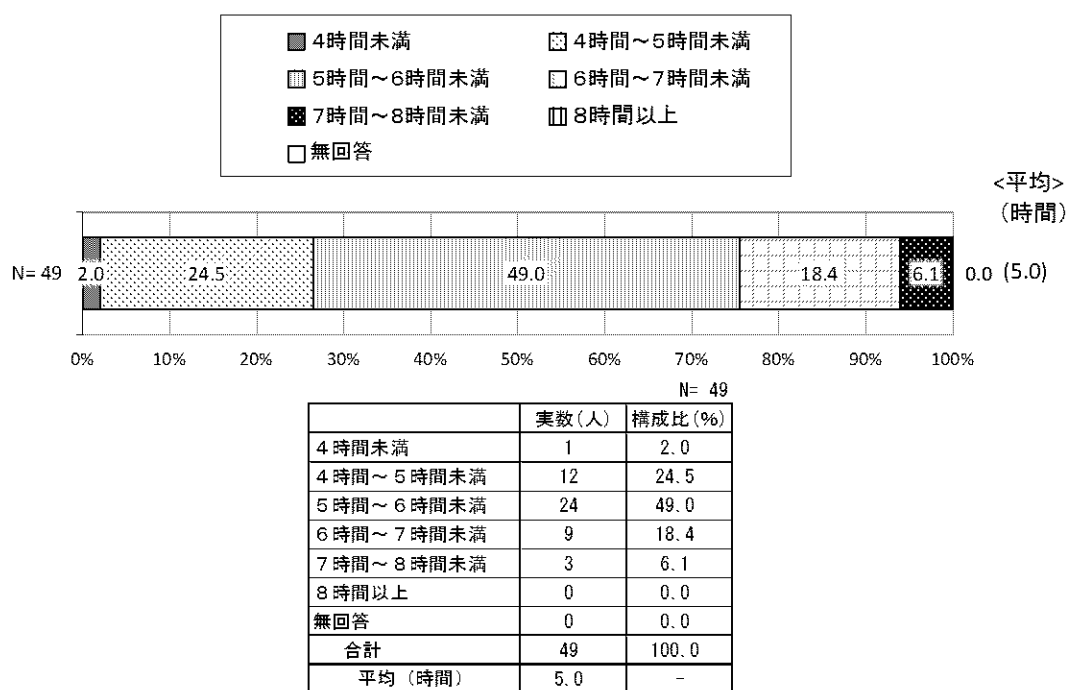 4時間未満 4時間～5時間未満
5時間～6時間未満 6時間～7時間未満
7時間～8時間未満 8時間以上
無回答
<平均>
(時間)
N= 49 2.0 24.5 49.0 18.4 6.1 0.0 (5.0)
0% 10% 20% 30% 40% 50% 60% 70% 80% 90% 100%
N= 49
実数(人) 構成比(%)
4時間未満 1 2.0
4時間～5時間未満 12 24.5
5時間～6時間未満 24 49.0
6時間～7時間未満 9 18.4
7時間～8時間未満 3 6.1
8時間以上 0 0.0
無回答 0 0.0
合計 49 100.0
平均(時間) 5.0 -